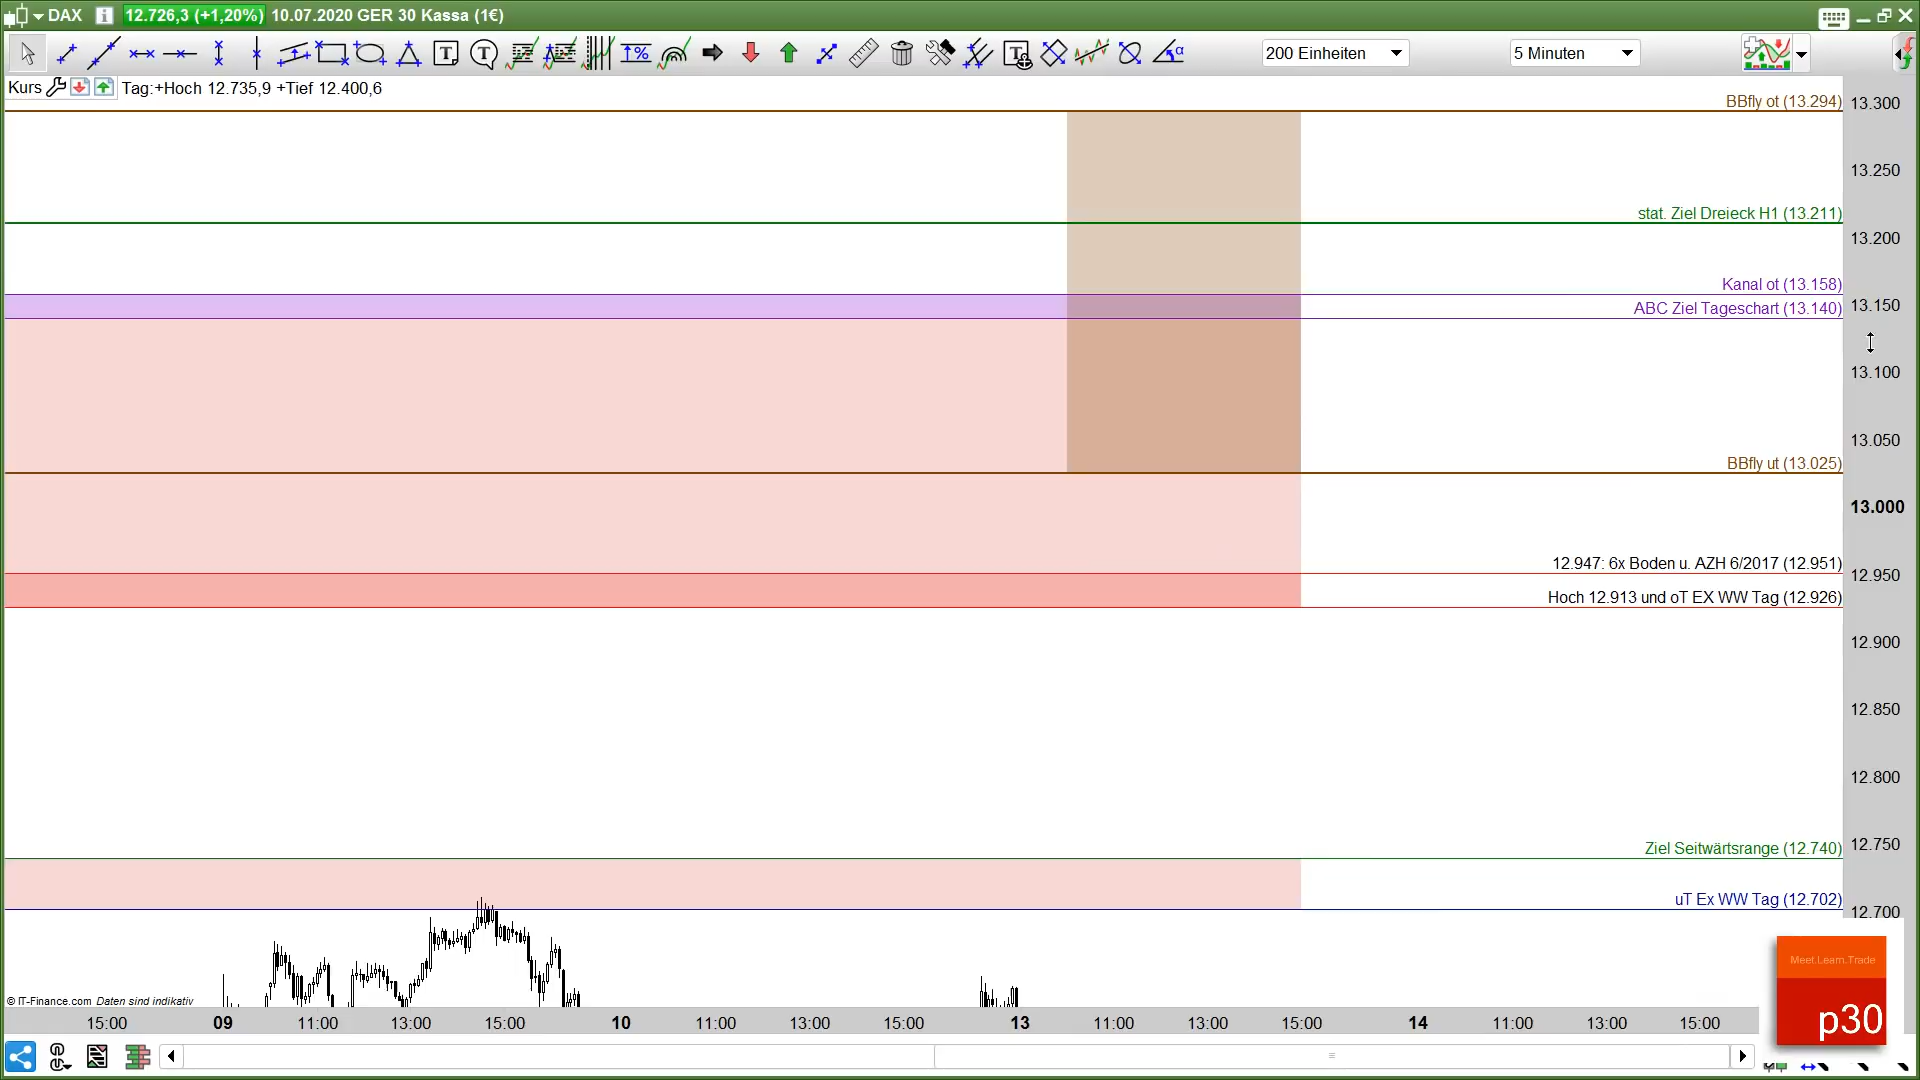 DAX 12.726,3 (+1,20%) 10.07.2020 GER 30 Kassa (1€)
200 Einheiten 5 Minuten
Kurs Tag:+Hoch 12.735,9 +Tief 12.400,6
BBfly ot (13.294)
13.300
13.250
stat. Ziel Dreieck H1 (13.211)
13.200
Kanal ot (13.158)
ABC Ziel Tageschart (13.140)
13.150
13.100
13.050
BBfly ut (13.025)
13.000
12.947: 6x Boden u. AZH 6/2017 (12.951)
12.950
Hoch 12.913 und oT EX WW Tag (12.926)
12.900
12.850
12.800
Ziel Seitwärtsrange (12.740)
12.750
uT Ex WW Tag (12.702)
12.700
Meet.Learn.Trade
p30
© IT-Finance.com Daten sind indikativ
15:00 09 11:00 13:00 15:00 10 11:00 13:00 15:00 13 11:00 13:00 15:00 14 11:00 13:00 15:00